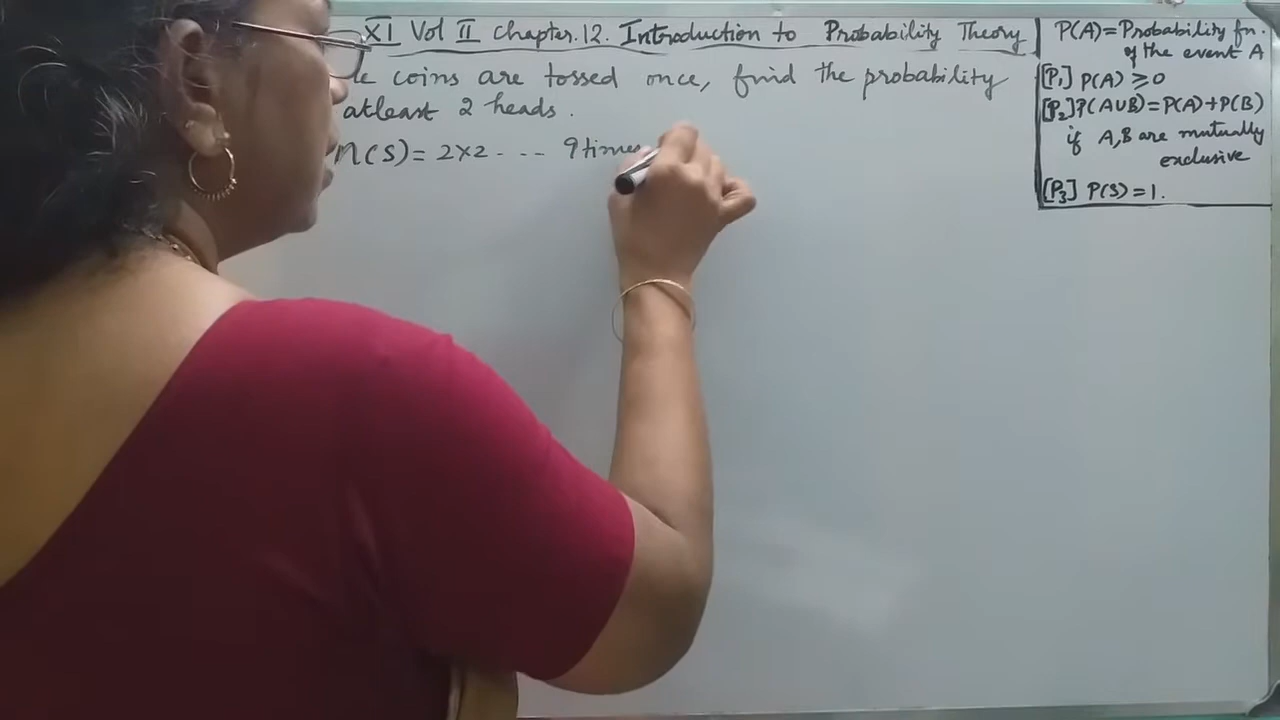 XI Vol II Chapter.12. Introduction to Probability Theory
coins are tossed once, find the probability
atleast 2 heads.
n(S) = 2×2 ... 9 times
P(A) = Probability fn.
of the event A
[P₁] P(A) ≥ 0
[P₂] P(A∪B) = P(A) + P(B)
if A, B are mutually
exclusive
[P₃] P(S) = 1.